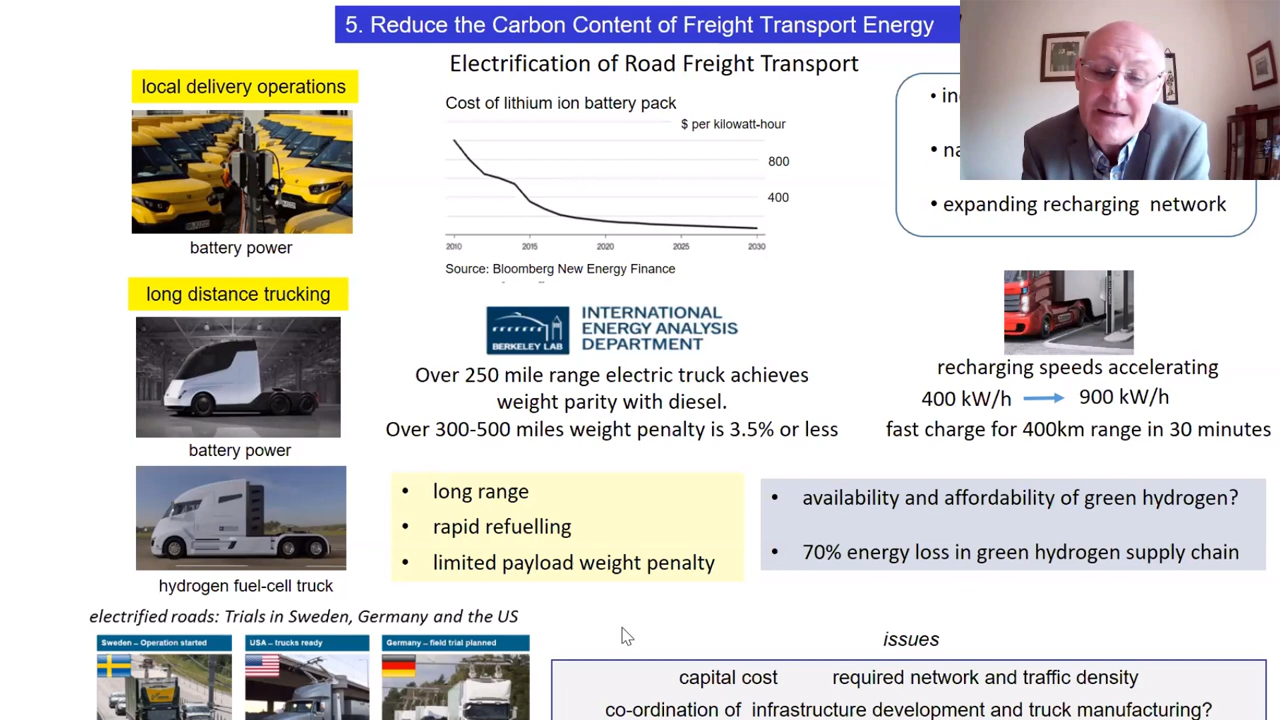 5. Reduce the Carbon Content of Freight Transport Energy
Electrification of Road Freight Transport
local delivery operations
battery power
Cost of lithium ion battery pack
$ per kilowatt-hour
800
400
2010 2015 2020 2025 2030
Source: Bloomberg New Energy Finance
• expanding recharging network
long distance trucking
battery power
BERKELEY LAB
INTERNATIONAL
ENERGY ANALYSIS
DEPARTMENT
Over 250 mile range electric truck achieves
weight parity with diesel.
Over 300-500 miles weight penalty is 3.5% or less
recharging speeds accelerating
400 kW/h 900 kW/h
fast charge for 400km range in 30 minutes
hydrogen fuel-cell truck
• long range
• rapid refuelling
• limited payload weight penalty
• availability and affordability of green hydrogen?
• 70% energy loss in green hydrogen supply chain
electrified roads: Trials in Sweden, Germany and the US
Sweden – Operation started
USA – trucks ready
Germany – field trial planned
issues
capital cost required network and traffic density
co-ordination of infrastructure development and truck manufacturing?